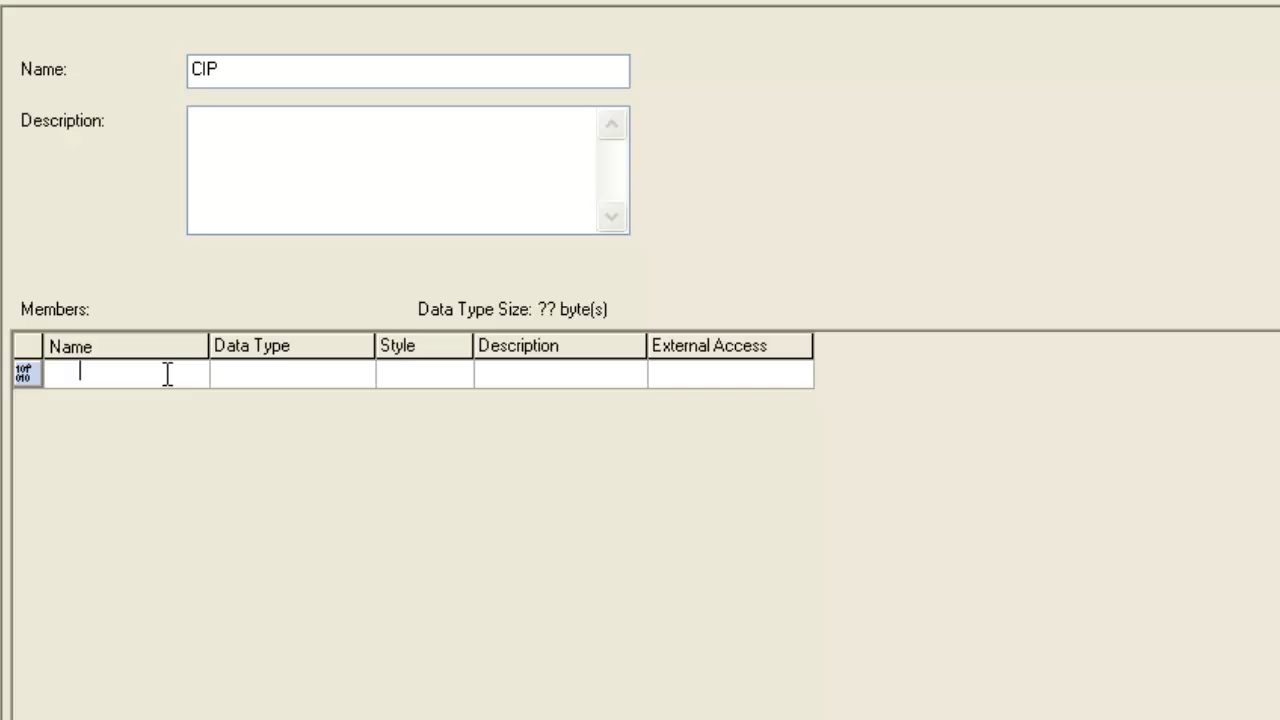 Name: CIP
Description:
Members: Data Type Size: ?? byte(s)
Name Data Type Style Description External Access